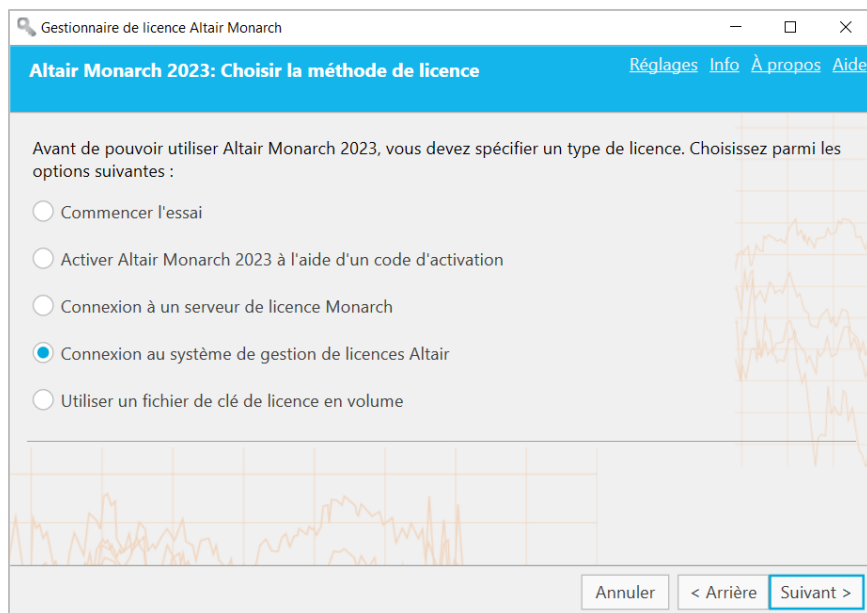 Gestionnaire de licence Altair Monarch
Altair Monarch 2023: Choisir la méthode de licence
Réglages Info À propos Aide
Avant de pouvoir utiliser Altair Monarch 2023, vous devez spécifier un type de licence. Choisissez parmi les
options suivantes :
Commencer l'essai
Activer Altair Monarch 2023 à l'aide d'un code d'activation
Connexion à un serveur de licence Monarch
Connexion au système de gestion de licences Altair
Utiliser un fichier de clé de licence en volume
Annuler < Arrière Suivant >